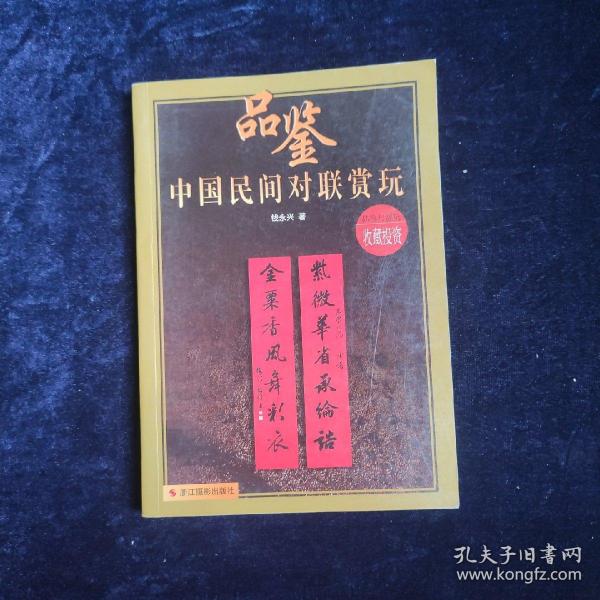 品鉴
中国民间对联赏玩
钱永兴 著
收藏投资
紫微华省承纶诰
金粟香风舞彩衣
浙江摄影出版社
孔夫子旧书网
www.kongfz.com